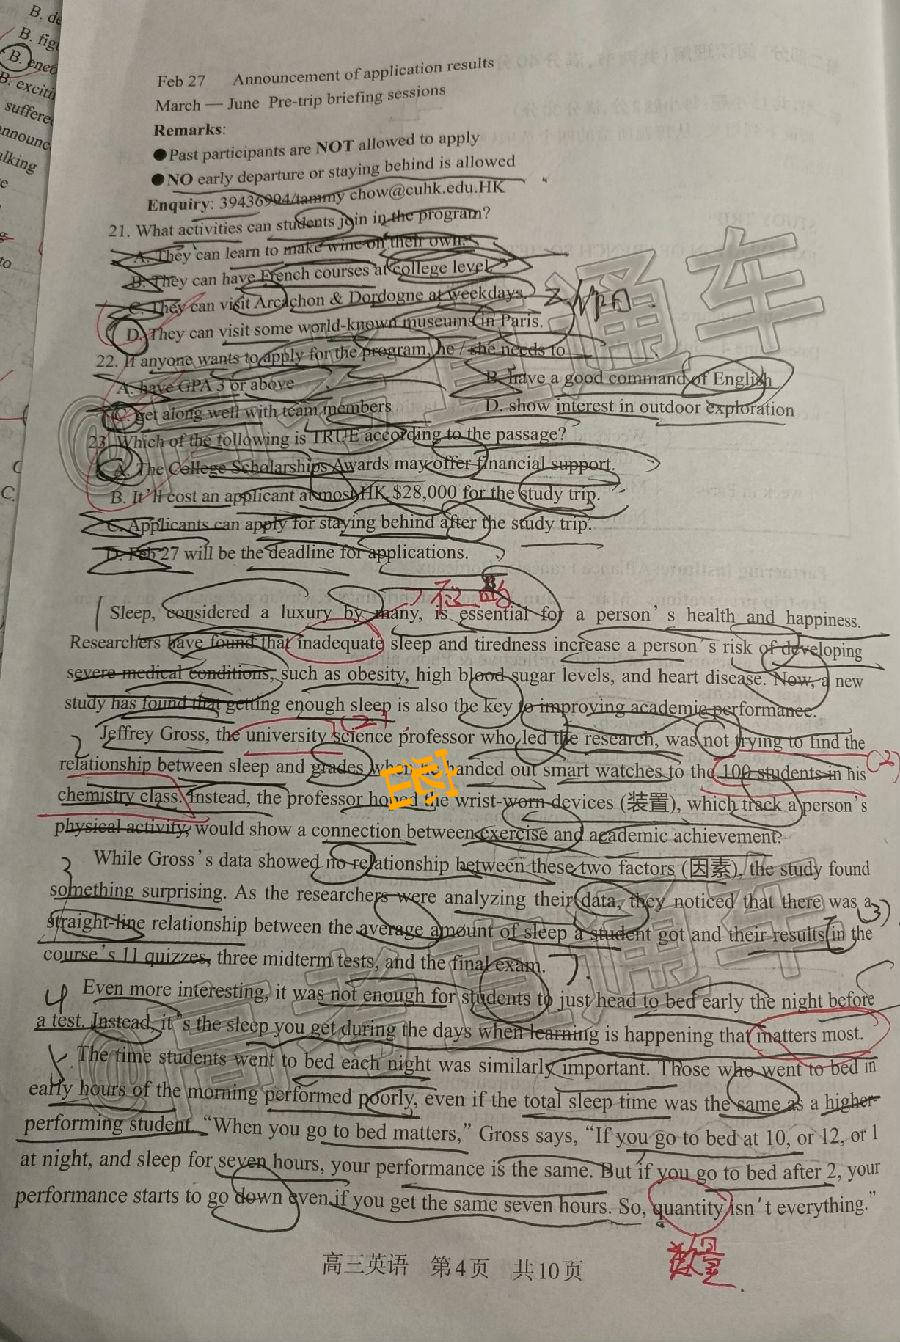 B. de
B. fig
B. ened
B. exciti
suffere
announc
alking
e
to
C
C.
Feb 27 Announcement of application results
March — June Pre-trip briefing sessions
Remarks:
●Past participants are NOT allowed to apply
●NO early departure or staying behind is allowed
Enquiry: 39436904/tammy chow@cuhk.edu.HK
21. What activities can students join in the program?
A. They can learn to make wine on their own.
B. They can have French courses at college level.
C. They can visit Arcachon & Dordogne at weekdays.
D. They can visit some world-known museums in Paris.
22. If anyone wants to apply for the program, he / she needs to
A. have GPA 3 or above B. have a good command of English
C. get along well with team members D. show interest in outdoor exploration
23. Which of the following is TRUE according to the passage?
A. The College Scholarships Awards may offer financial support.
B. It'll cost an applicant at most HK $28,000 for the study trip.
C. Applicants can apply for staying behind after the study trip.
D. Feb 27 will be the deadline for applications.
B
1 Sleep, considered a luxury by many, is essential for a person's health and happiness.
Researchers have found that inadequate sleep and tiredness increase a person's risk of developing
severe medical conditions, such as obesity, high blood sugar levels, and heart disease. Now, a new
study has found that getting enough sleep is also the key to improving academic performance.
2 Jeffrey Gross, the university science professor who led the research, was not trying to find the
relationship between sleep and grades when he handed out smart watches to the 100 students in his
chemistry class. Instead, the professor hoped the wrist-worn devices (装置), which track a person's
physical activity, would show a connection between exercise and academic achievement.
3 While Gross's data showed no relationship between these two factors (因素), the study found
something surprising. As the researchers were analyzing their data, they noticed that there was a
straight-line relationship between the average amount of sleep a student got and their results in the
course's 11 quizzes, three midterm tests, and the final exam.
4 Even more interesting, it was not enough for students to just head to bed early the night before
a test. Instead, it's the sleep you get during the days when learning is happening that matters most.
The time students went to bed each night was similarly important. Those who went to bed in
early hours of the morning performed poorly, even if the total sleep time was the same as a higher-
performing student. "When you go to bed matters," Gross says, "If you go to bed at 10, or 12, or 1
at night, and sleep for seven hours, your performance is the same. But if you go to bed after 2, your
performance starts to go down even if you get the same seven hours. So, quantity isn't everything."
数量
高三英语 第4页 共10页